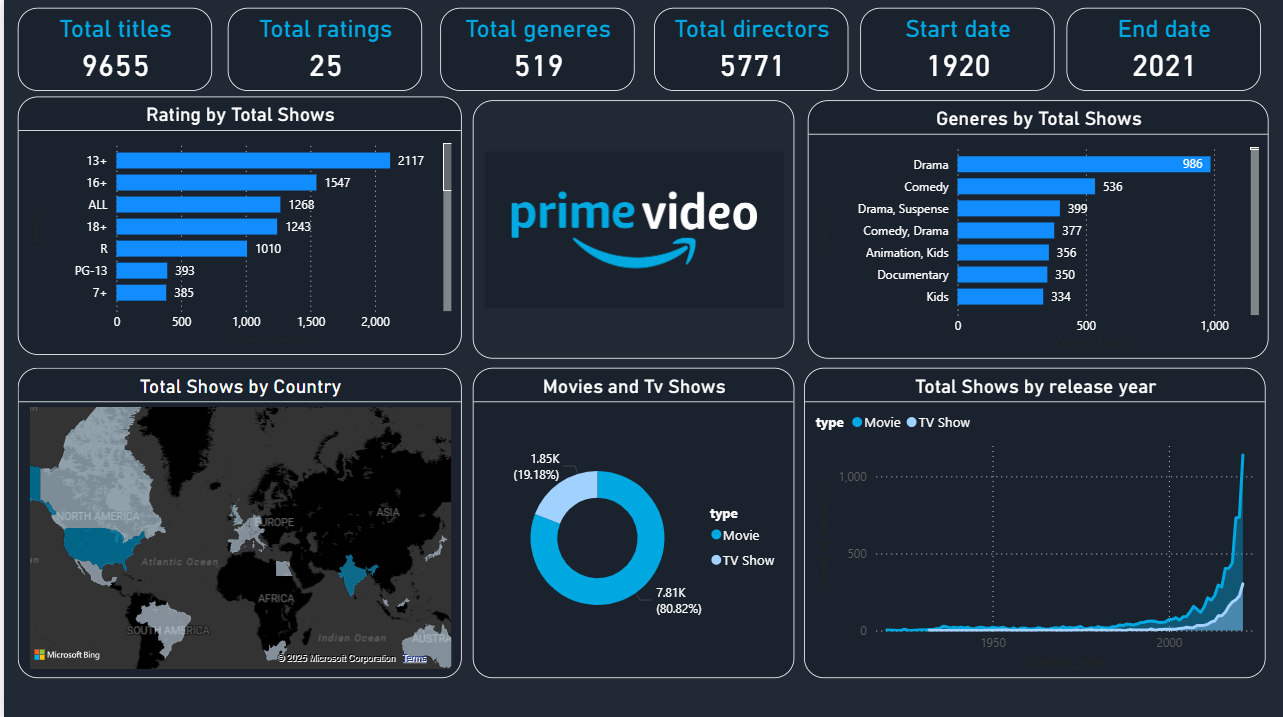 Total titles
9655
Total ratings
25
Total generes
519
Total directors
5771
Start date
1920
End date
2021
Rating by Total Shows
13+ 2117
16+ 1547
ALL 1268
18+ 1243
R 1010
PG-13 393
7+ 385
0 500 1,000 1,500 2,000
prime video
Generes by Total Shows
Drama 986
Comedy 536
Drama, Suspense 399
Comedy, Drama 377
Animation, Kids 356
Documentary 350
Kids 334
0 500 1,000
Total Shows by Country
NORTH AMERICA
EUROPE
ASIA
Atlantic Ocean
AFRICA
SOUTH AMERICA
Indian Ocean
AUSTRA
Microsoft Bing
© 2025 Microsoft Corporation Terms
Movies and Tv Shows
1.85K
(19.18%)
7.81K
(80.82%)
type
Movie
TV Show
Total Shows by release year
type Movie TV Show
1,000
500
0
1950 2000